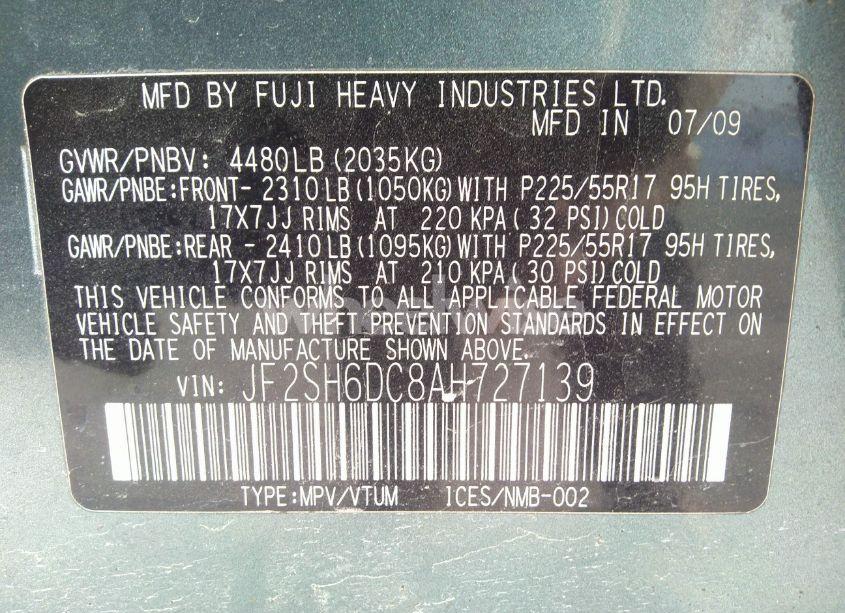 MFD BY FUJI HEAVY INDUSTRIES LTD.
MFD IN 07/09
GVWR/PNBV: 4480LB (2035KG)
GAWR/PNBE:FRONT- 2310LB (1050KG)WITH P225/55R17 95H TIRES,
17X7JJ RIMS AT 220 KPA( 32 PSI)COLD
GAWR/PNBE:REAR - 2410LB (1095KG)WITH P225/55R17 95H TIRES,
17X7JJ RIMS AT 210 KPA( 30 PSI)COLD
THIS VEHICLE CONFORMS TO ALL APPLICABLE FEDERAL MOTOR
VEHICLE SAFETY AND THEFT PREVENTION STANDARDS IN EFFECT ON
THE DATE OF MANUFACTURE SHOWN ABOVE.
VIN: JF2SH6DC8AH727139
TYPE:MPV/VTUM ICES/NMB-002